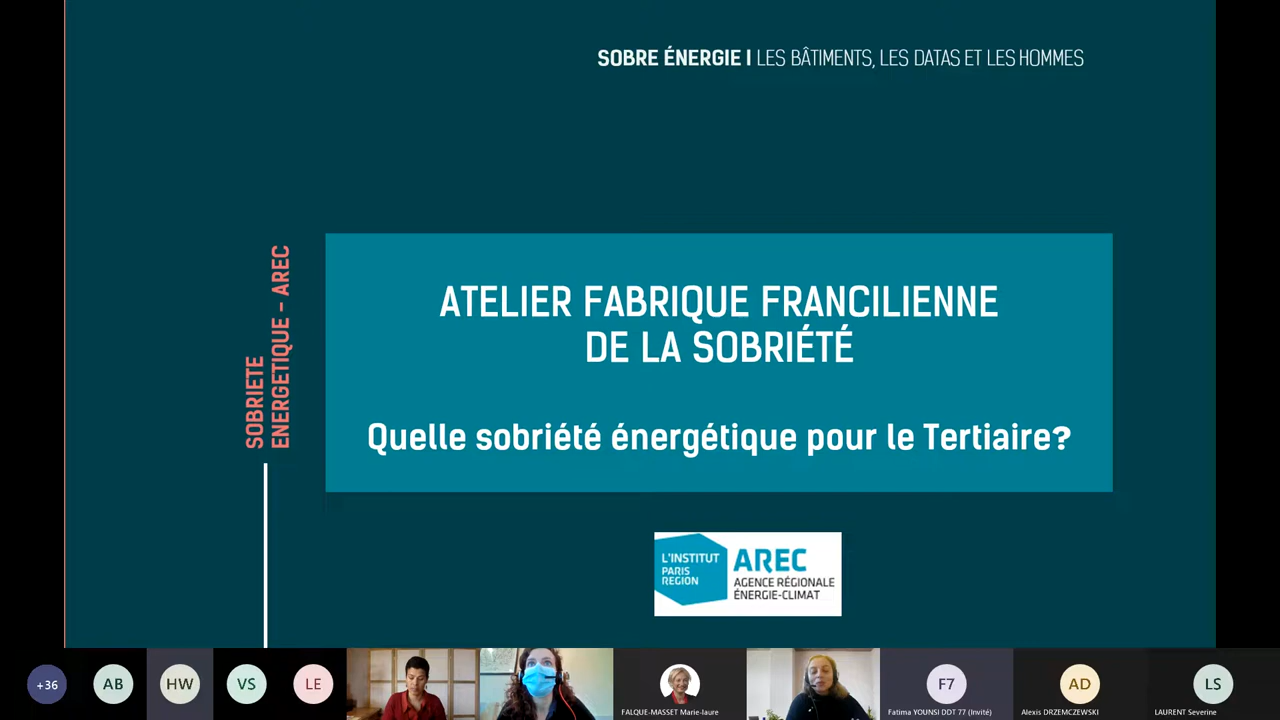 SOBRE ÉNERGIE I LES BÂTIMENTS, LES DATAS ET LES HOMMES
SOBRIETE
ENERGETIQUE - AREC
ATELIER FABRIQUE FRANCILIENNE
DE LA SOBRIÉTÉ
Quelle sobriété énergétique pour le Tertiaire?
L'INSTITUT
PARIS
REGION
AREC
AGENCE RÉGIONALE
ÉNERGIE-CLIMAT
+36
AB
HW
VS
LE
FALQUE-MASSET Marie-laure
F7
Fatima YOUNSI DDT 77 (Invité)
AD
Alexis DRZEMCZEWSKI
LS
LAURENT Severine